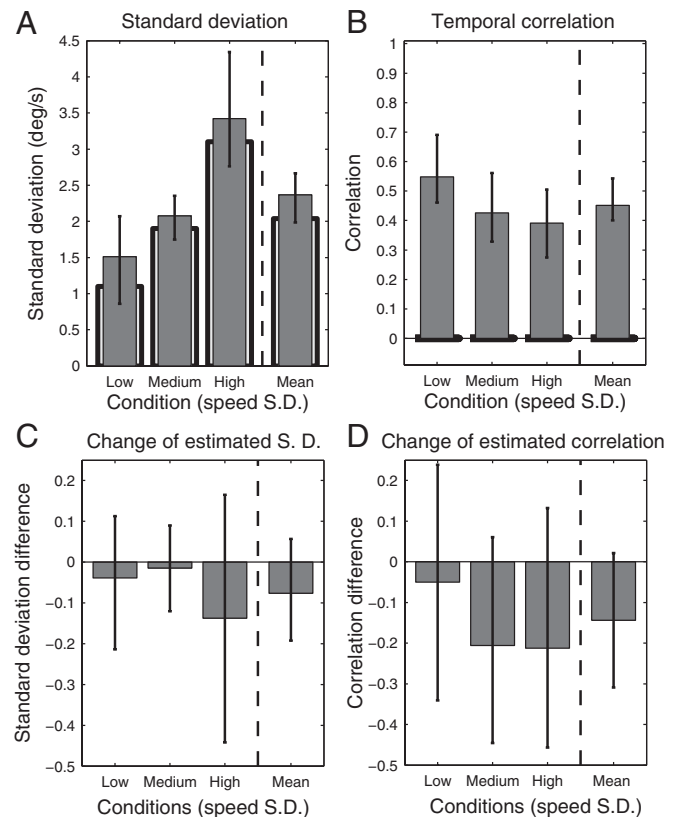 A
Standard deviation
4.5
4
3.5
3
2.5
2
1.5
1
0.5
0
Standard deviation (deg/s)
Low Medium High Mean
Condition (speed S.D.)
B
Temporal correlation
1
0.9
0.8
0.7
0.6
0.5
0.4
0.3
0.2
0.1
0
Correlation
Low Medium High Mean
Condition (speed S.D.)
C
Change of estimated S. D.
0.2
0.1
0
−0.1
−0.2
−0.3
−0.4
−0.5
Standard deviation difference
Low Medium High Mean
Conditions (speed S.D.)
D
Change of estimated correlation
0.2
0.1
0
−0.1
−0.2
−0.3
−0.4
−0.5
Correlation difference
Low Medium High Mean
Conditions (speed S.D.)